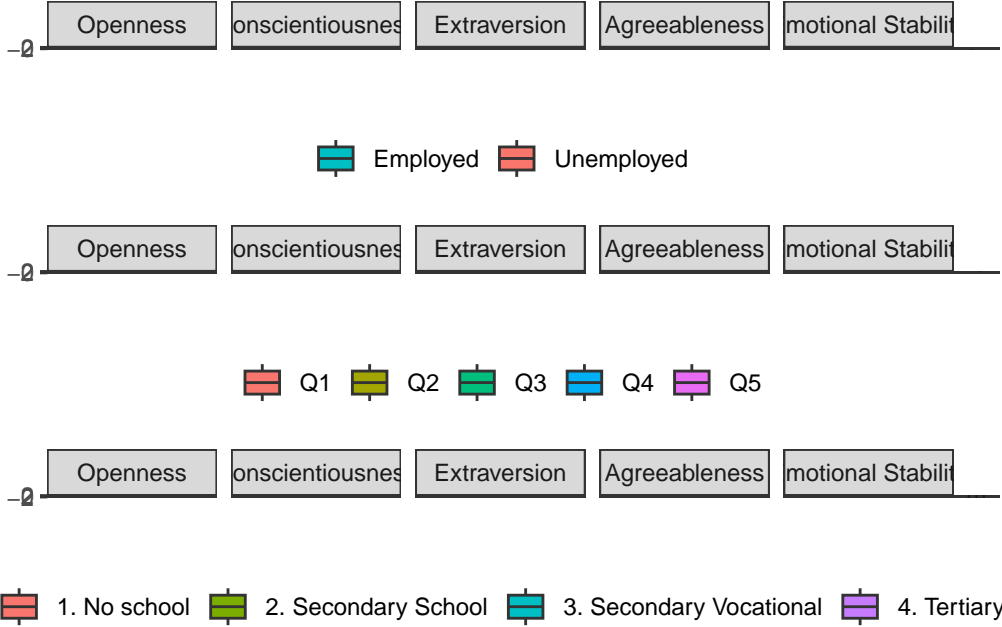 Openness onscientiousnes Extraversion Agreeableness motional Stabilit
Employed Unemployed
Openness onscientiousnes Extraversion Agreeableness motional Stabilit
Q1 Q2 Q3 Q4 Q5
Openness onscientiousnes Extraversion Agreeableness motional Stabilit
1. No school 2. Secondary School 3. Secondary Vocational 4. Tertiary